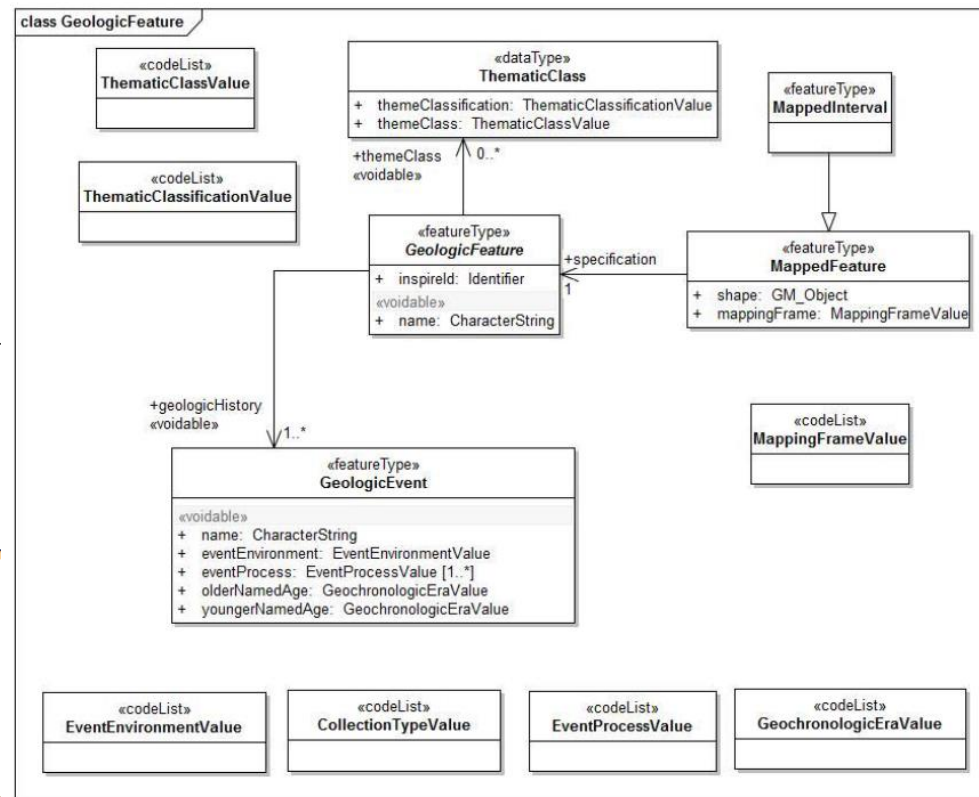 class GeologicFeature
«codeList»
ThematicClassValue
«dataType»
ThematicClass
+ themeClassification: ThematicClassificationValue
+ themeClass: ThematicClassValue
«featureType»
MappedInterval
«codeList»
ThematicClassificationValue
+themeClass
«voidable»
0..*
«featureType»
GeologicFeature
+ inspireId: Identifier
«voidable»
+ name: CharacterString
+specification
1
«featureType»
MappedFeature
+ shape: GM_Object
+ mappingFrame: MappingFrameValue
+geologicHistory
«voidable»
1..*
«codeList»
MappingFrameValue
«featureType»
GeologicEvent
«voidable»
+ name: CharacterString
+ eventEnvironment: EventEnvironmentValue
+ eventProcess: EventProcessValue [1..*]
+ olderNamedAge: GeochronologicEraValue
+ youngerNamedAge: GeochronologicEraValue
«codeList»
EventEnvironmentValue
«codeList»
CollectionTypeValue
«codeList»
EventProcessValue
«codeList»
GeochronologicEraValue